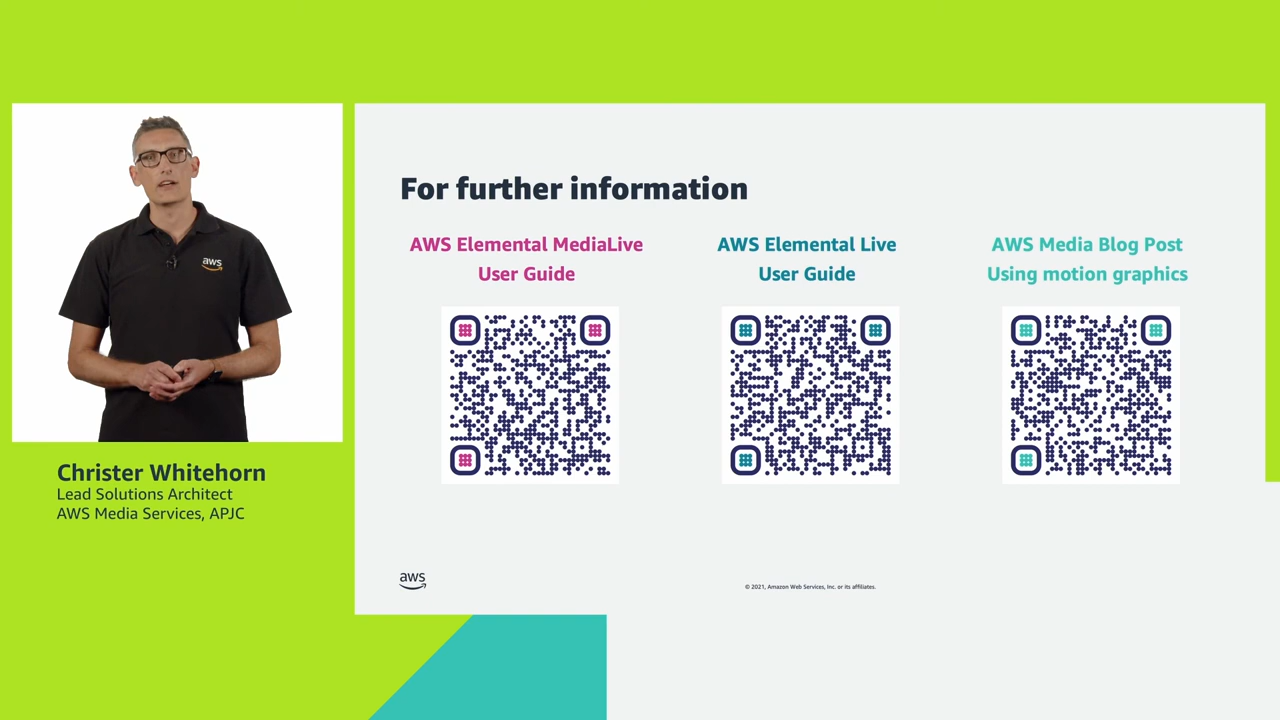 aws
Christer Whitehorn
Lead Solutions Architect
AWS Media Services, APJC
For further information
AWS Elemental MediaLive
User Guide
AWS Elemental Live
User Guide
AWS Media Blog Post
Using motion graphics
aws
© 2021, Amazon Web Services, Inc. or its affiliates.